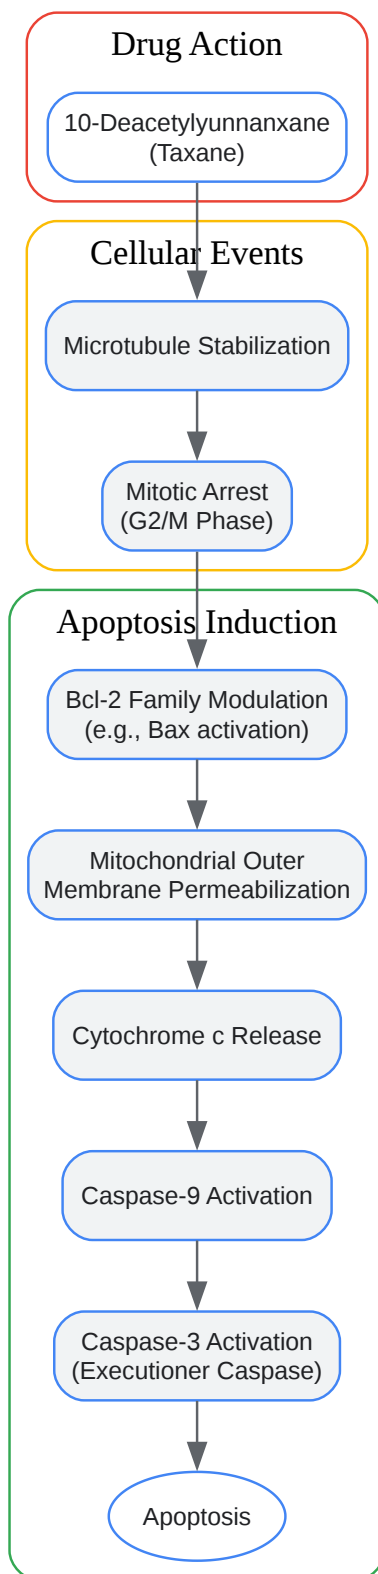 Drug Action
10-Deacetylyunnanxane
(Taxane)
Cellular Events
Microtubule Stabilization
Mitotic Arrest
(G2/M Phase)
Apoptosis Induction
Bcl-2 Family Modulation
(e.g., Bax activation)
Mitochondrial Outer
Membrane Permeabilization
Cytochrome c Release
Caspase-9 Activation
Caspase-3 Activation
(Executioner Caspase)
Apoptosis